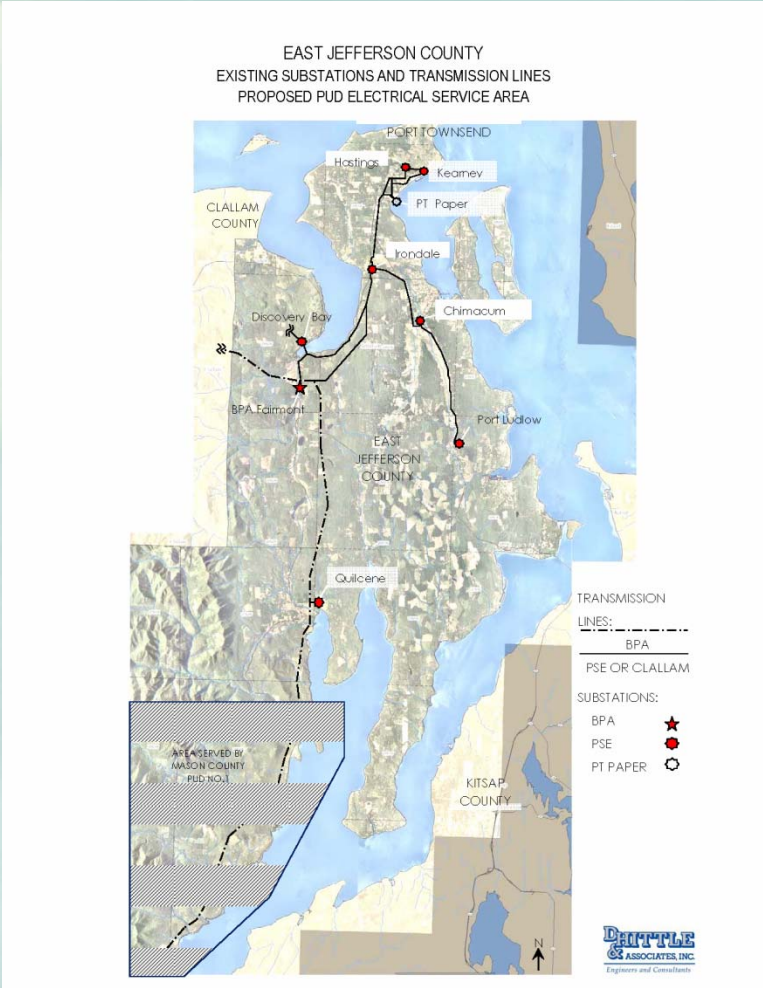 EAST JEFFERSON COUNTY
EXISTING SUBSTATIONS AND TRANSMISSION LINES
PROPOSED PUD ELECTRICAL SERVICE AREA
PORT TOWNSEND
Hastings
Kearney
PT Paper
CLALLAM
COUNTY
Irondale
Chimacum
Discovery Bay
BPA Fairmont
Port Ludlow
EAST
JEFFERSON
COUNTY
Quilcene
TRANSMISSION
LINES:
BPA
PSE OR CLALLAM
SUBSTATIONS:
BPA
PSE
PT PAPER
AREA SERVED BY
MASON COUNTY
PUD NO.1
KITSAP
COUNTY
N
D HITTLE
& ASSOCIATES, INC.
Engineers and Consultants